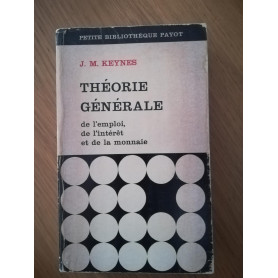 PETITE BIBLIOTHÈQUE PAYOT
J. M. KEYNES
THÉORIE
GÉNÉRALE
de l'emploi,
de l'intérêt
et de la monnaie